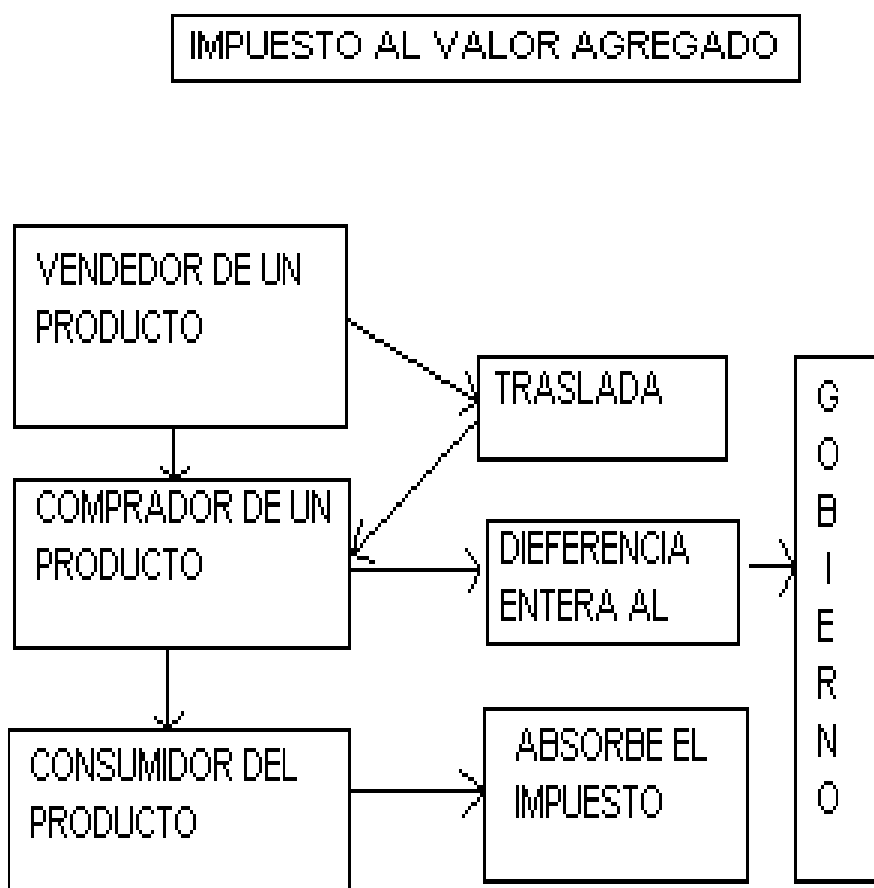 IMPUESTO AL VALOR AGREGADO
VENDEDOR DE UN
PRODUCTO
TRASLADA
COMPRADOR DE UN
PRODUCTO
DIEFERENCIA
ENTERA AL
GOBIERNO
CONSUMIDOR DEL
PRODUCTO
ABSORBE EL
IMPUESTO